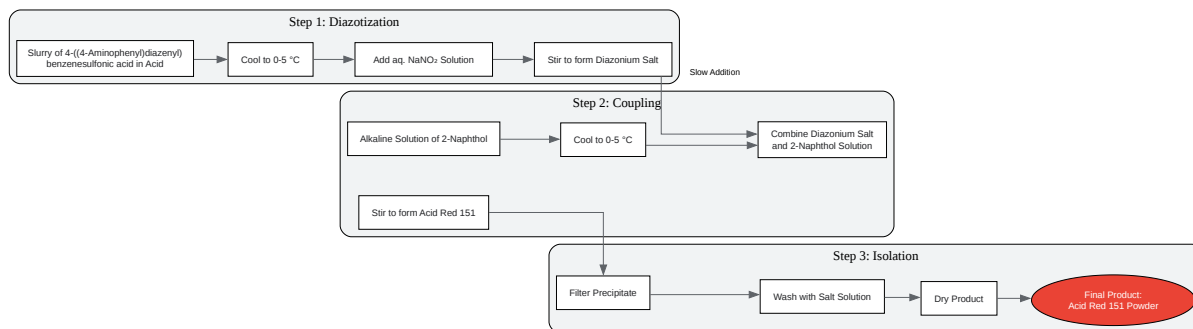 Step 1: Diazotization
Slurry of 4-((4-Aminophenyl)diazenyl)
benzenesulfonic acid in Acid
Cool to 0-5 °C
Add aq. NaNO₂ Solution
Stir to form Diazonium Salt
Slow Addition
Step 2: Coupling
Alkaline Solution of 2-Naphthol
Cool to 0-5 °C
Combine Diazonium Salt
and 2-Naphthol Solution
Stir to form Acid Red 151
Step 3: Isolation
Filter Precipitate
Wash with Salt Solution
Dry Product
Final Product:
Acid Red 151 Powder